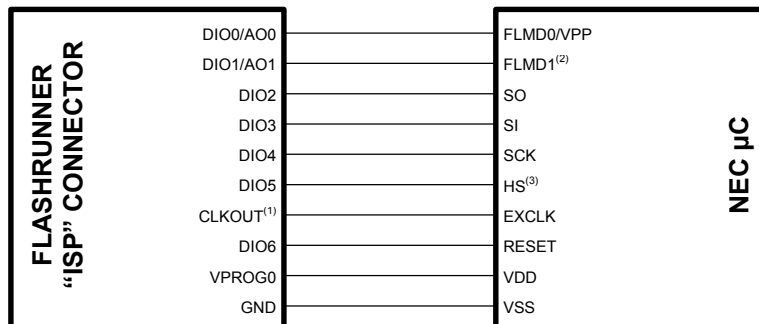 FLASHRUNNER
“ISP” CONNECTOR
DIO0/AO0
DIO1/AO1
DIO2
DIO3
DIO4
DIO5
CLKOUT(1)
DIO6
VPROG0
GND
FLMD0/VPP
FLMD1(2)
SO
SI
SCK
HS(3)
EXCLK
RESET
VDD
VSS
NEC µC